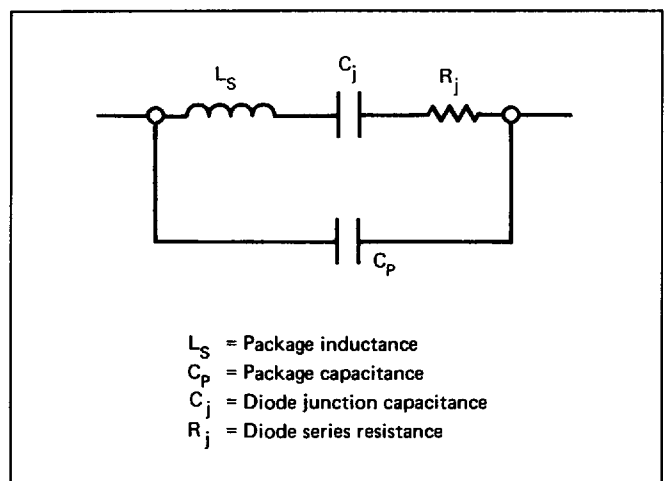 L_S
C_j
R_j
C_p
L_S = Package inductance
C_P = Package capacitance
C_j = Diode junction capacitance
R_j = Diode series resistance